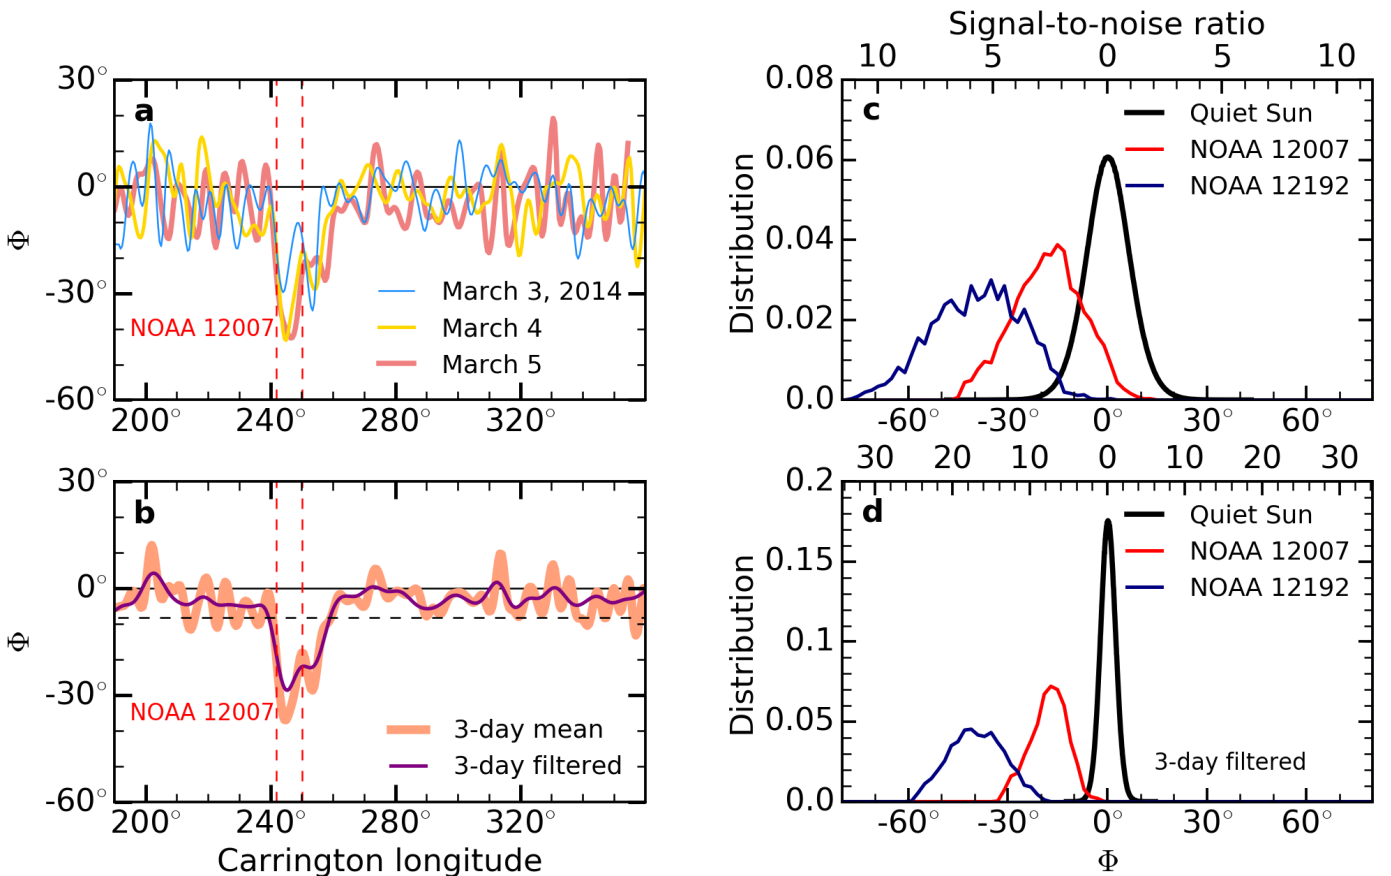 Signal-to-noise ratio
10 5 0 5 10
30° a
0°
Φ
-30°
-60°
NOAA 12007
March 3, 2014
March 4
March 5
200° 240° 280° 320°
0.08 c
0.06
0.04
0.02
0.0
Distribution
Quiet Sun
NOAA 12007
NOAA 12192
-60° -30° 0° 30° 60°
30° b
0°
Φ
-30°
-60°
NOAA 12007
3-day mean
3-day filtered
200° 240° 280° 320°
Carrington longitude
30 20 10 0 10 20 30
0.2 d
0.15
0.1
0.05
0.0
Distribution
Quiet Sun
NOAA 12007
NOAA 12192
3-day filtered
-60° -30° 0° 30° 60°
Φ